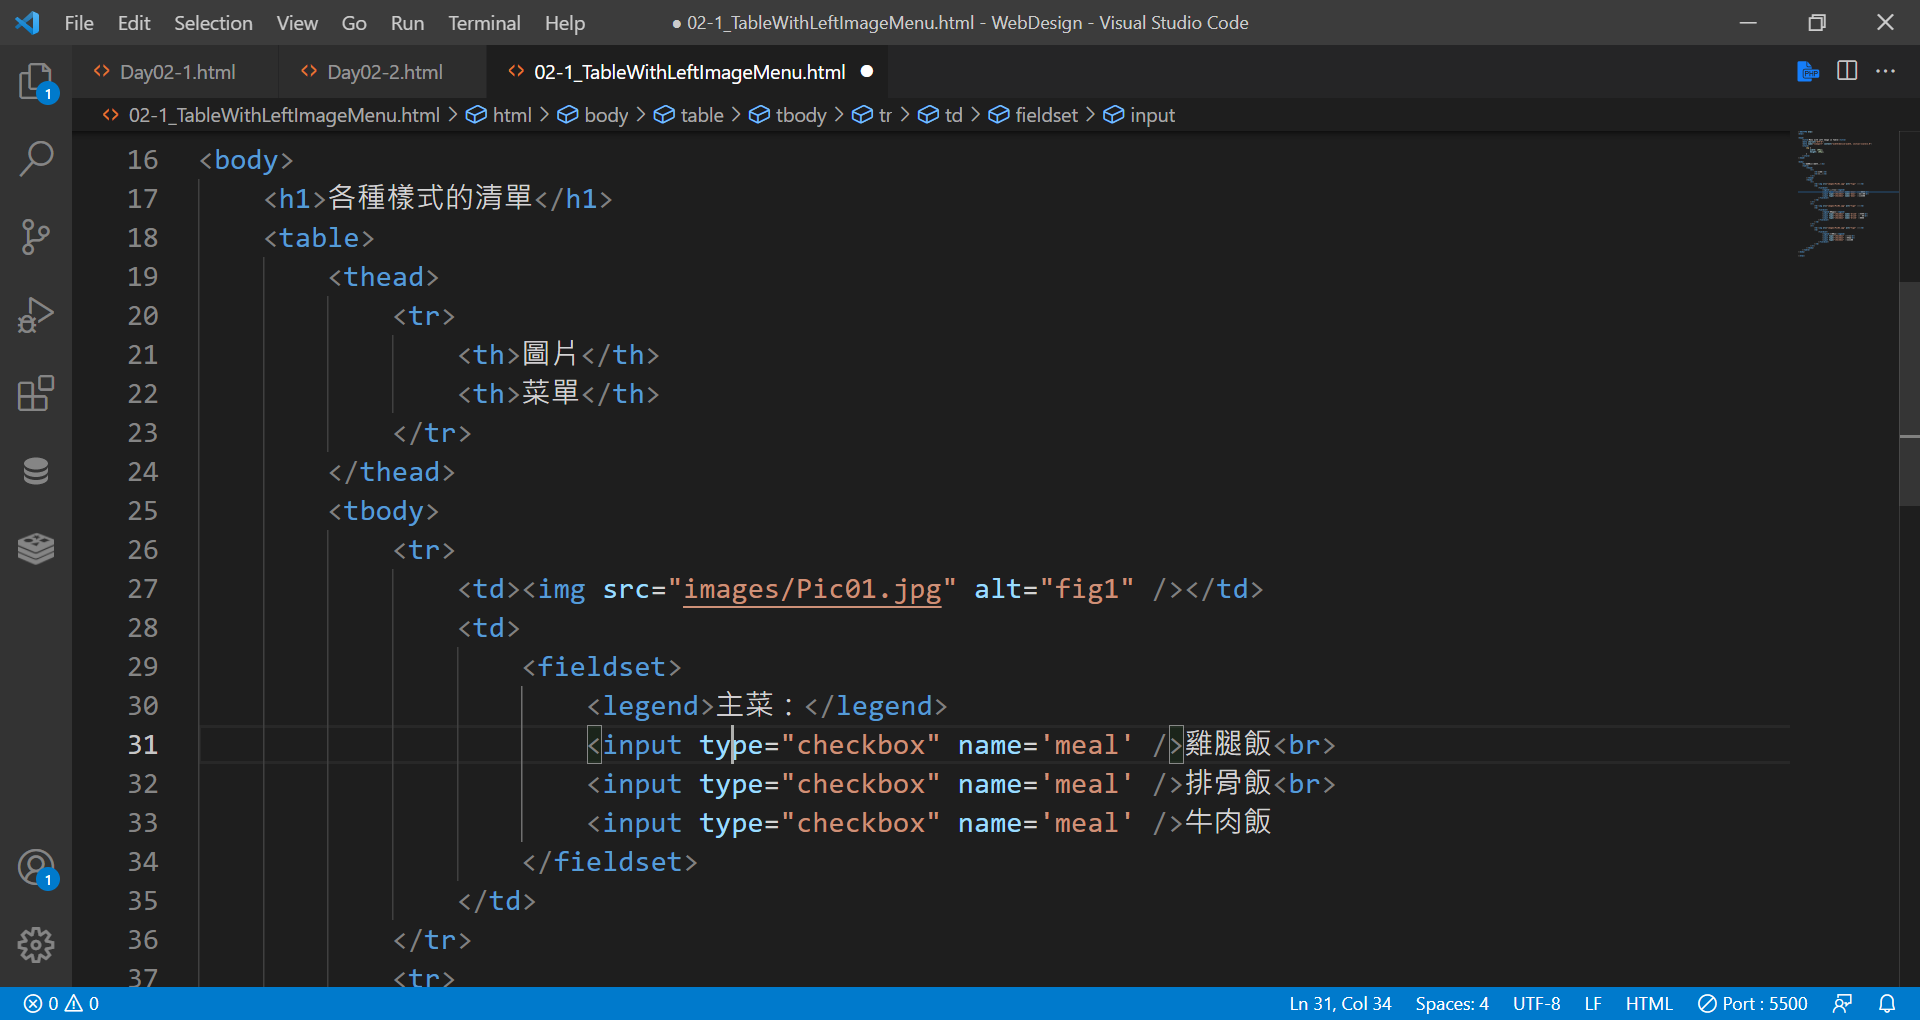 File Edit Selection View Go Run Terminal Help ● 02-1_TableWithLeftImageMenu.html - WebDesign - Visual Studio Code
Day02-1.html Day02-2.html 02-1_TableWithLeftImageMenu.html
02-1_TableWithLeftImageMenu.html > html > body > table > tbody > tr > td > fieldset > input
1
16 <body>
17 <h1>各種樣式的清單</h1>
18 <table>
19 <thead>
20 <tr>
21 <th>圖片</th>
22 <th>菜單</th>
23 </tr>
24 </thead>
25 <tbody>
26 <tr>
27 <td><img src="images/Pic01.jpg" alt="fig1" /></td>
28 <td>
29 <fieldset>
30 <legend>主菜：</legend>
31 <input type="checkbox" name='meal' />雞腿飯<br>
32 <input type="checkbox" name='meal' />排骨飯<br>
33 <input type="checkbox" name='meal' />牛肉飯
34 </fieldset>
35 </td>
36 </tr>
37 <tr>
1
0 0 Ln 31, Col 34 Spaces: 4 UTF-8 LF HTML Port : 5500